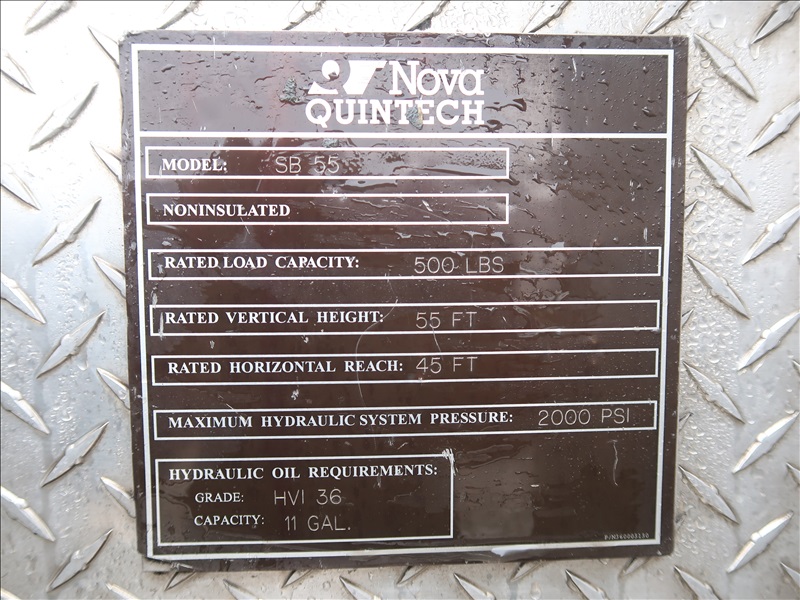 Nova
QUINTECH
MODEL: SB 55
NONINSULATED
RATED LOAD CAPACITY: 500 LBS
RATED VERTICAL HEIGHT: 55 FT
RATED HORIZONTAL REACH: 45 FT
MAXIMUM HYDRAULIC SYSTEM PRESSURE: 2000 PSI
HYDRAULIC OIL REQUIREMENTS:
GRADE: HVI 36
CAPACITY: 11 GAL.